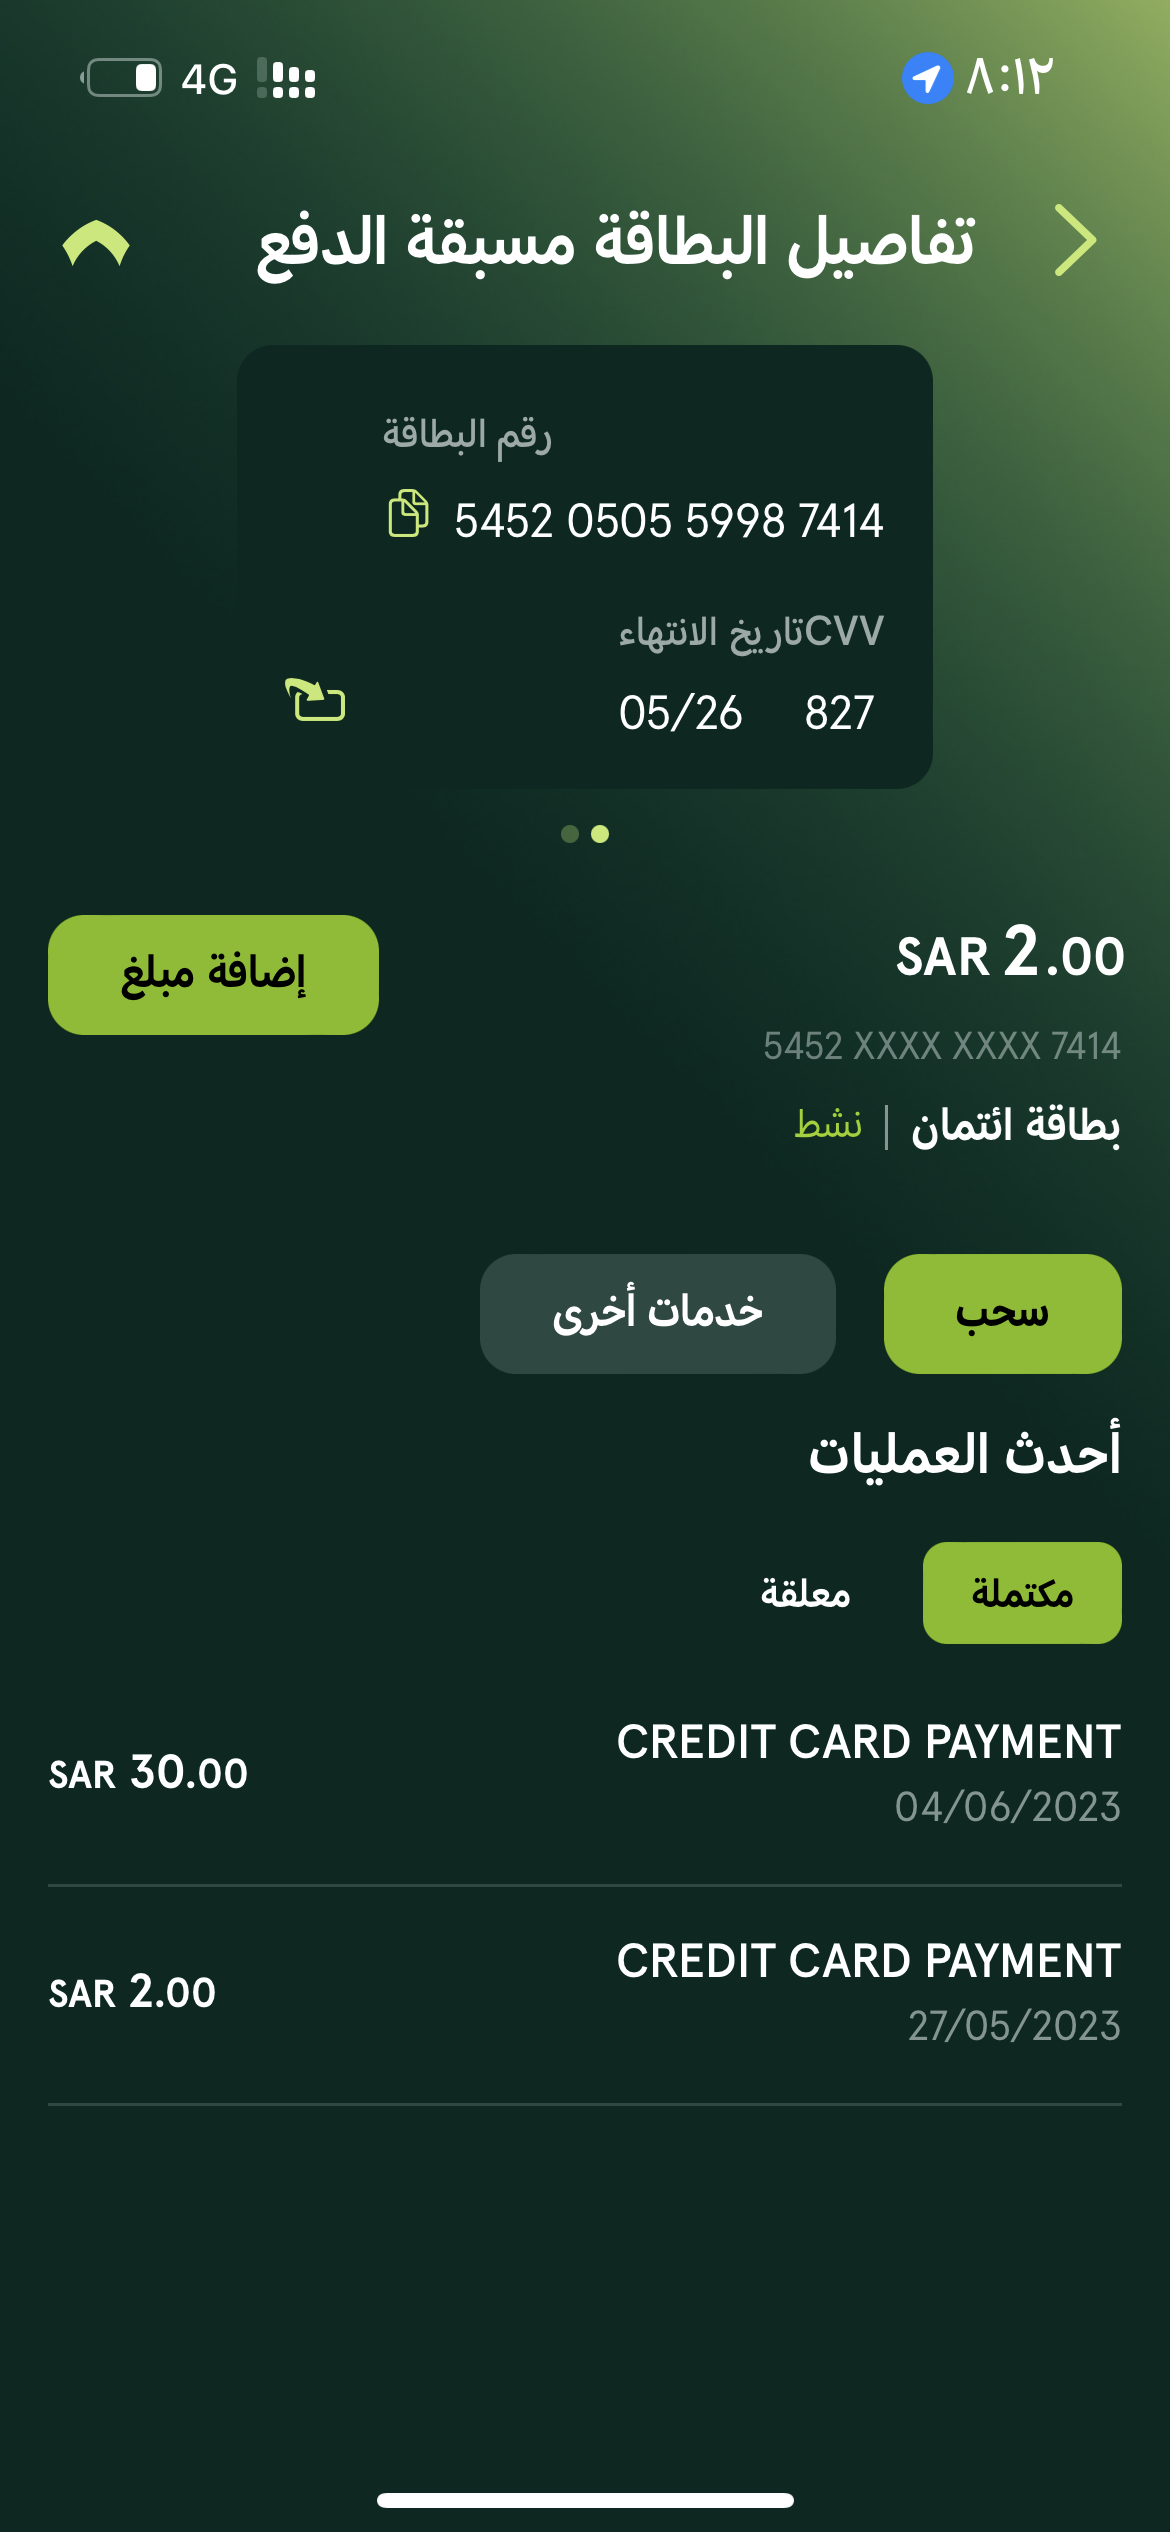 ٨:١٢
4G
تفاصيل البطاقة مسبقة الدفع
رقم البطاقة
5452 0505 5998 7414
CVV تاريخ الانتهاء
827 05/26
SAR 2.00
إضافة مبلغ
5452 XXXX XXXX 7414
بطاقة ائتمان | نشط
سحب
خدمات أخرى
أحدث العمليات
مكتملة
معلقة
CREDIT CARD PAYMENT
SAR 30.00
04/06/2023
CREDIT CARD PAYMENT
SAR 2.00
27/05/2023